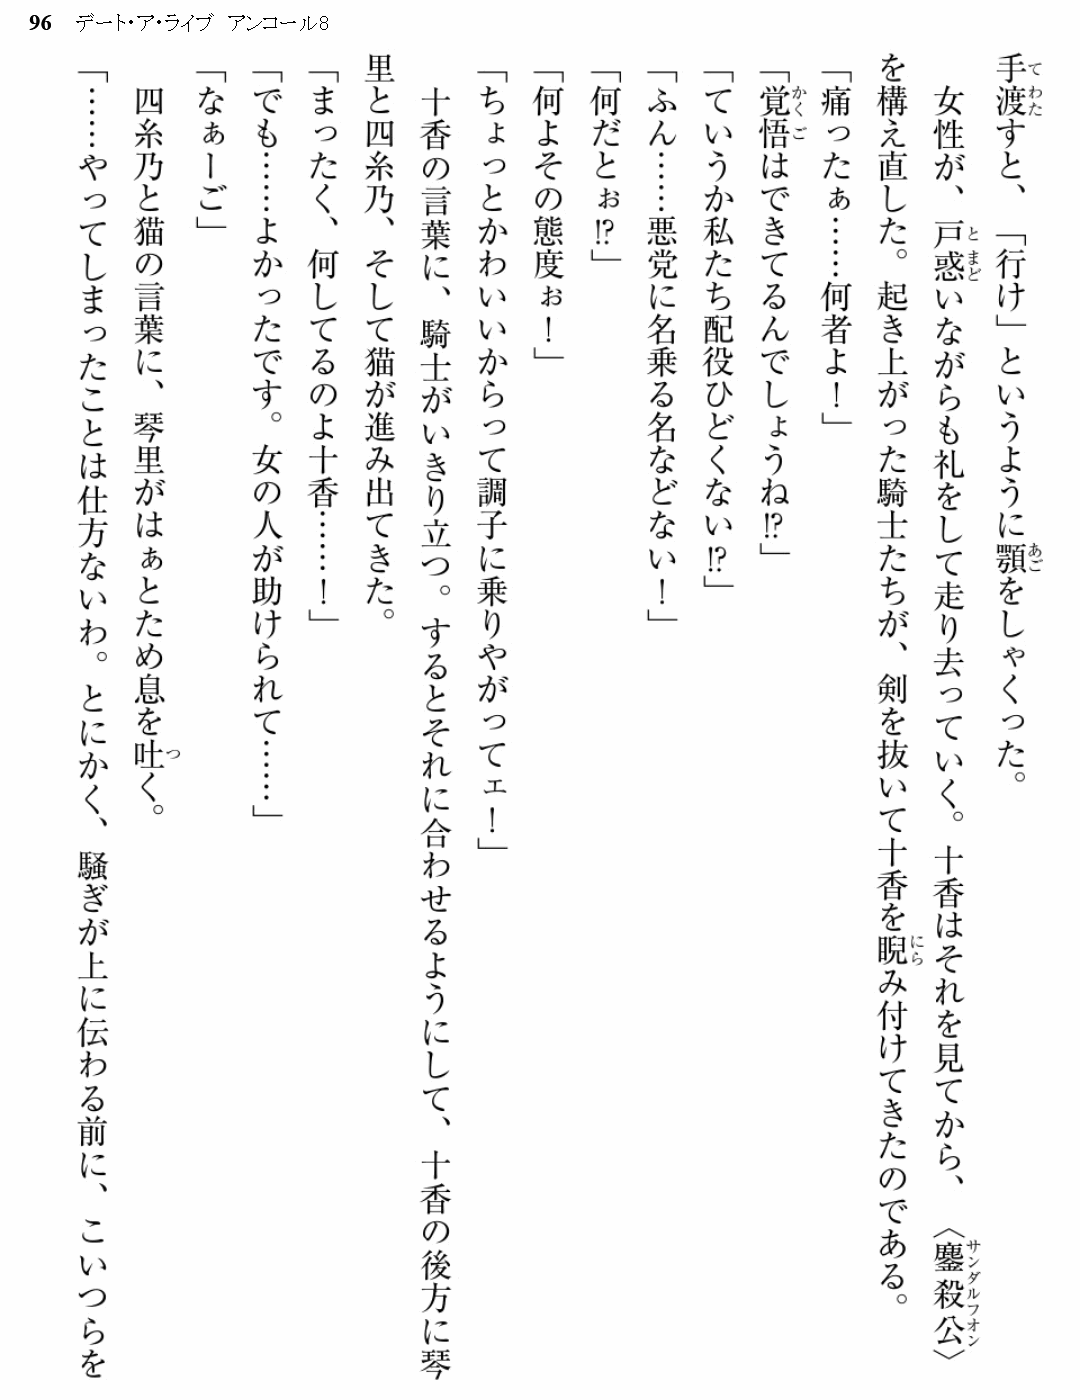 96 デート・ア・ライブ アンコール8
手渡すと、「行け」というように顎をしゃくった。
女性が、戸惑いながらも礼をして走り去っていく。十香はそれを見てから、〈鏖殺公〉
を構え直した。起き上がった騎士たちが、剣を抜いて十香を睨み付けてきたのである。
「痛ったぁ……何者よ！」
「覚悟はできてるんでしょうね⁉」
「ていうか私たち配役ひどくない⁉」
「ふん……悪党に名乗る名などない！」
「何だとぉ⁉」
「何よその態度ぉ！」
「ちょっとかわいいからって調子に乗りやがってェ！」
十香の言葉に、騎士がいきり立つ。するとそれに合わせるようにして、十香の後方に琴
里と四糸乃、そして猫が進み出てきた。
「まったく、何してるのよ十香……！」
「でも……よかったです。女の人が助けられて……」
「なぁーご」
四糸乃と猫の言葉に、琴里がはぁとため息を吐く。
「……やってしまったことは仕方ないわ。とにかく、騒ぎが上に伝わる前に、こいつらを